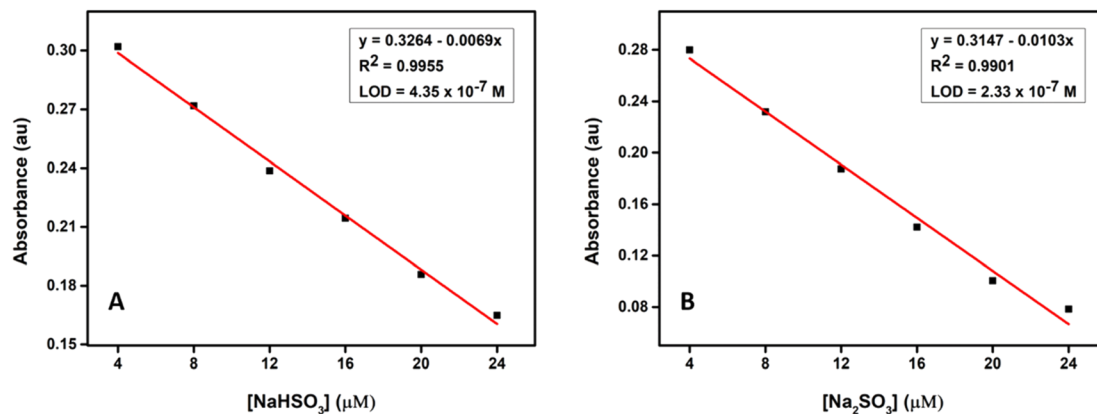 y = 0.3264 - 0.0069x
R² = 0.9955
LOD = 4.35 x 10⁻⁷ M
0.30
0.27
0.24
0.21
0.18
0.15
Absorbance (au)
A
4 8 12 16 20 24
[NaHSO₃] (μM)
y = 0.3147 - 0.0103x
R² = 0.9901
LOD = 2.33 x 10⁻⁷ M
0.28
0.24
0.20
0.16
0.12
0.08
Absorbance (au)
B
4 8 12 16 20 24
[Na₂SO₃] (μM)